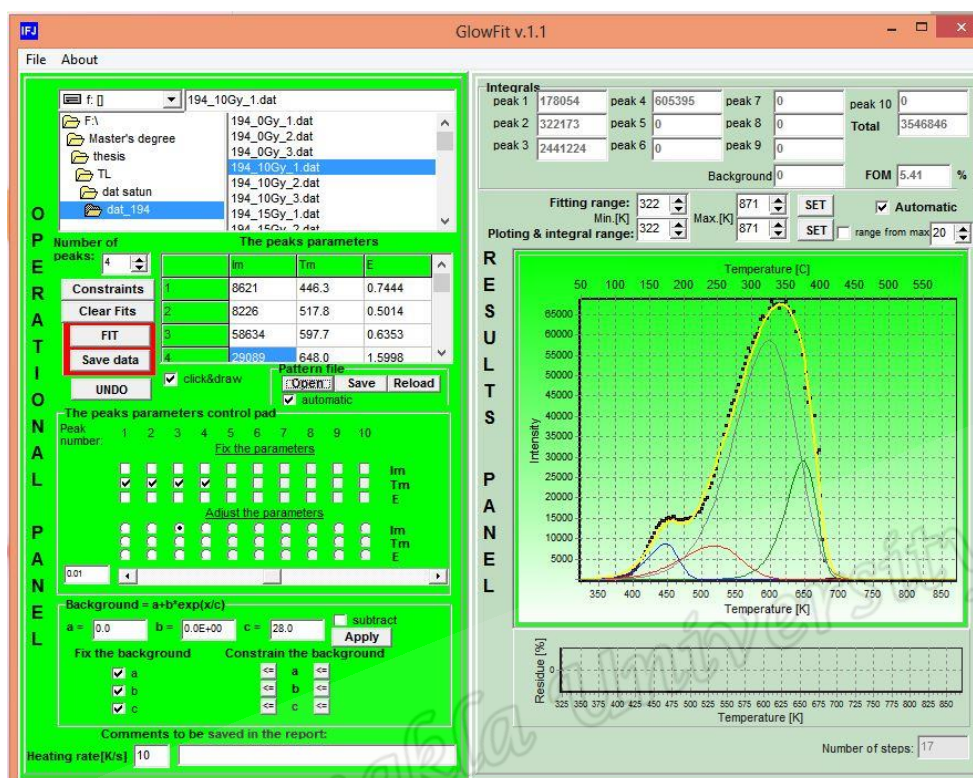 IFJ
GlowFit v.1.1
File About
f: []
194_10Gy_1.dat
F:\
Master's degree
thesis
TL
dat satun
dat_194
194_0Gy_1.dat
194_0Gy_2.dat
194_0Gy_3.dat
194_10Gy_1.dat
194_10Gy_2.dat
194_10Gy_3.dat
194_15Gy_1.dat
194_15Gy_2.dat
OPERATIONAL PANEL
Number of peaks: 4
The peaks parameters
Im Tm E
1 8621 446.3 0.7444
2 8226 517.8 0.5014
3 58634 597.7 0.6353
4 29089 648.0 1.5998
Constraints
Clear Fits
FIT
Save data
UNDO
click&draw
Pattern file
Open Save Reload
automatic
The peaks parameters control pad
Peak number: 1 2 3 4 5 6 7 8 9 10
Fix the parameters
Im
Tm
E
Adjust the parameters
Im
Tm
E
0.01
Background = a+b*exp(x/c)
a = 0.0 b = 0.0E+00 c = 28.0
subtract
Apply
Fix the background Constrain the background
a <= a <=
b <= b <=
c <= c <=
Comments to be saved in the report:
Heating rate[K/s] 10
Integrals
peak 1 178054 peak 4 605395 peak 7 0 peak 10 0
peak 2 322173 peak 5 0 peak 8 0 Total 3546846
peak 3 2441224 peak 6 0 peak 9 0
Background 0 FOM 5.41 %
Fitting range: 322 871 SET Automatic
Min.[K] Max.[K]
Ploting & integral range: 322 871 SET range from max 20
RESULTS PANEL
Temperature [C]
50 100 150 200 250 300 350 400 450 500 550
Intensity
65000
60000
55000
50000
45000
40000
35000
30000
25000
20000
15000
10000
5000
350 400 450 500 550 600 650 700 750 800 850
Temperature [K]
Residue [%]
0
325 350 375 400 425 450 475 500 525 550 575 600 625 650 675 700 725 750 775 800 825 850
Temperature [K]
Number of steps: 17